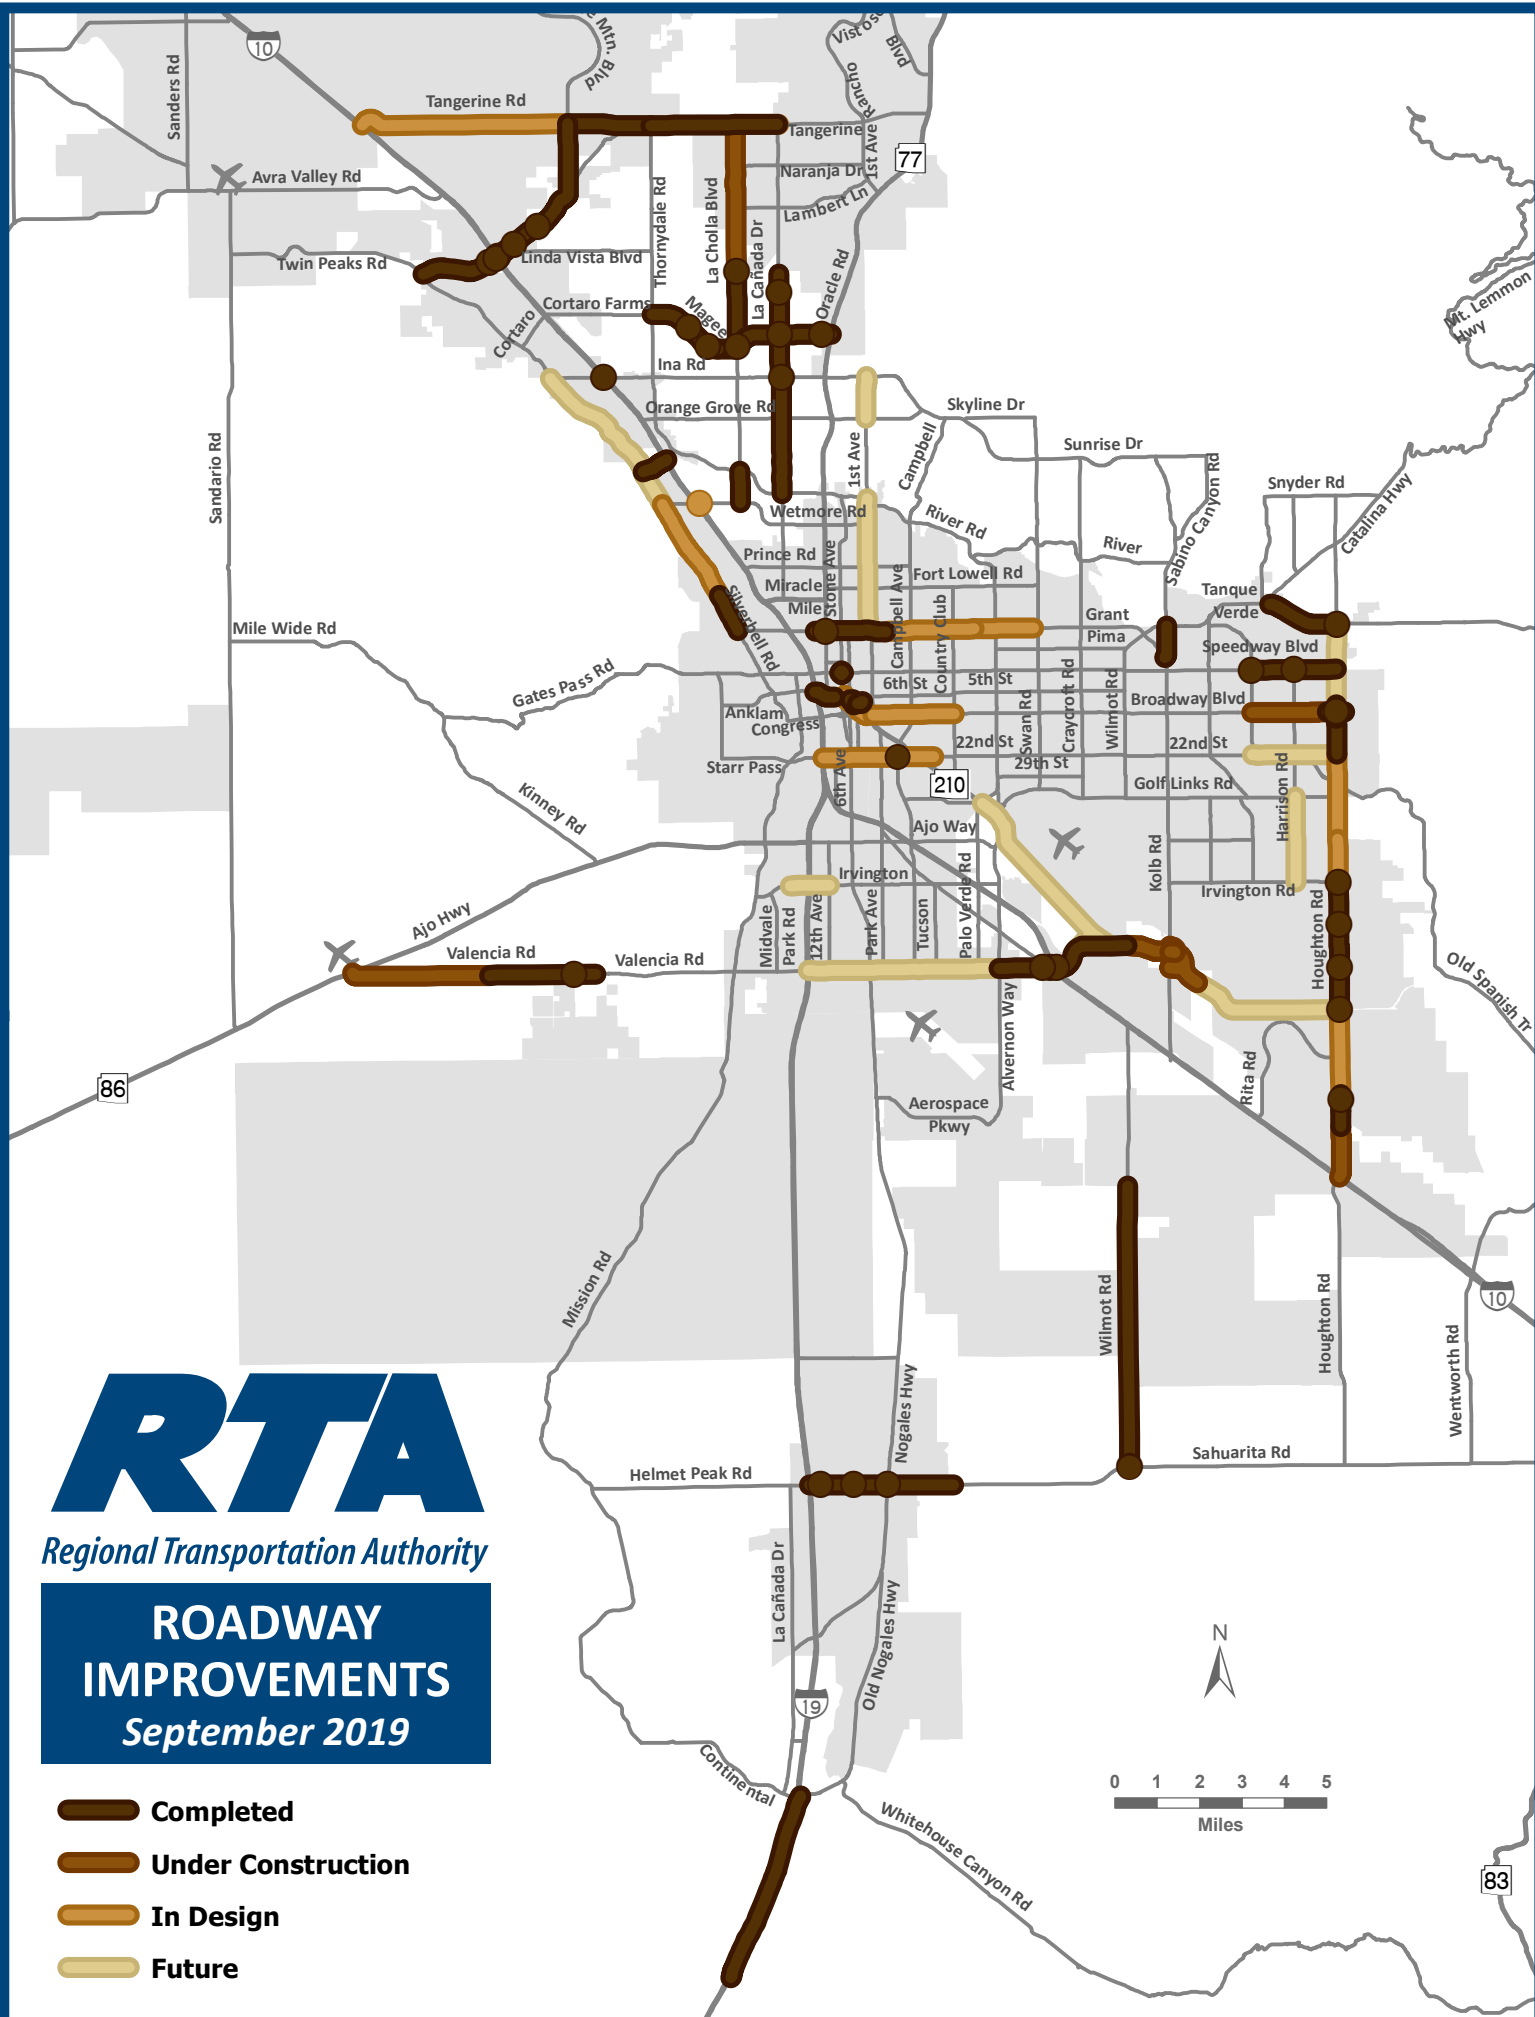 e Mtn. Blvd
Vistoso
Blvd
Rancho
10
Sanders Rd
Tangerine Rd
Tangerine
1st Ave
77
Naranja Dr
Avra Valley Rd
Lambert Ln
Thornydale Rd
La Cholla Blvd
La Cañada Dr
Oracle Rd
Twin Peaks Rd
Linda Vista Blvd
Cortaro Farms
Magee
Mt. Lemmon
Hwy
Cortaro
Ina Rd
Orange Grove Rd
Skyline Dr
Sunrise Dr
1st Ave
Campbell
Sandario Rd
Sabino Canyon Rd
Snyder Rd
Catalina Hwy
Wetmore Rd
River Rd
River
Prince Rd
Stone Ave
Miracle
Mile
Fort Lowell Rd
Campbell Ave
Country Club
Silverbell Rd
Tanque
Verde
Grant
Pima
Mile Wide Rd
Speedway Blvd
Gates Pass Rd
6th St
5th St
Swan Rd
Craycroft Rd
Wilmot Rd
Broadway Blvd
Anklam
Congress
22nd St
22nd St
29th St
Starr Pass
6th Ave
210
Golf Links Rd
Harrison Rd
Kinney Rd
Ajo Way
Kolb Rd
Irvington
Irvington Rd
Palo Verde Rd
Ajo Hwy
Midvale
Park Rd
12th Ave
Park Ave
Tucson
Houghton Rd
Valencia Rd
Valencia Rd
Old Spanish Tr
Alvernon Way
Rita Rd
86
Aerospace
Pkwy
Mission Rd
Wilmot Rd
Houghton Rd
10
Wentworth Rd
Nogales Hwy
RTA
Regional Transportation Authority
Helmet Peak Rd
Sahuarita Rd
La Cañada Dr
Old Nogales Hwy
ROADWAY
IMPROVEMENTS
September 2019
N
19
Continental
0 1 2 3 4 5
Miles
Whitehouse Canyon Rd
83
Completed
Under Construction
In Design
Future